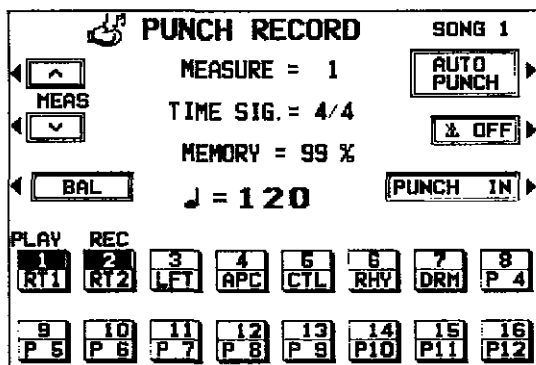 PUNCH RECORD SONG 1
MEASURE = 1
AUTO PUNCH
MEAS
TIME SIG.= 4/4
OFF
MEMORY = 99 %
BAL
♩ = 120
PUNCH IN
PLAY REC
1 2 3 4 5 6 7 8
RT1 RT2 LFT APC CTL RHY DRM P 4
9 10 11 12 13 14 15 16
P 5 P 6 P 7 P 8 P 9 P10 P11 P12